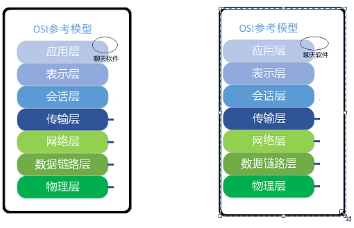 OSI参考模型
应用层
聊天软件
表示层
会话层
传输层
网络层
数据链路层
物理层
OSI参考模型
应用层
聊天软件
表示层
会话层
传输层
网络层
数据链路层
物理层